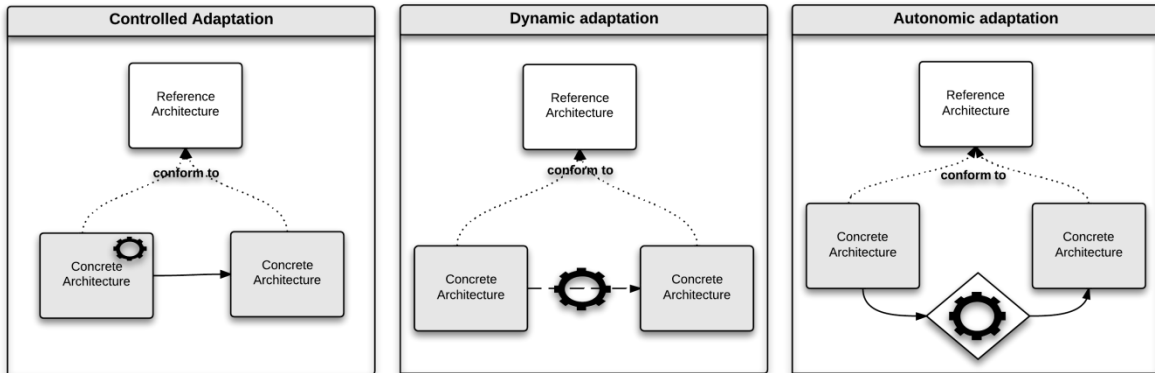 Controlled Adaptation
Reference
Architecture
conform to
Concrete
Architecture
Concrete
Architecture
Dynamic adaptation
Reference
Architecture
conform to
Concrete
Architecture
Concrete
Architecture
Autonomic adaptation
Reference
Architecture
conform to
Concrete
Architecture
Concrete
Architecture